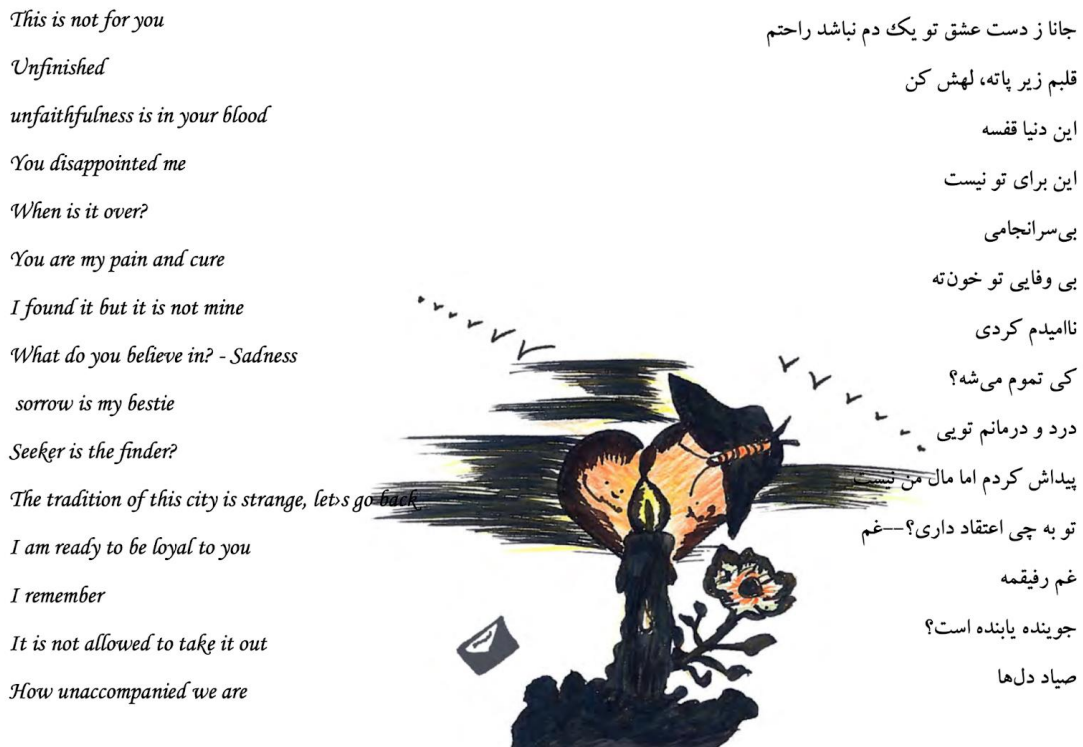 This is not for you
Unfinished
unfaithfulness is in your blood
You disappointed me
When is it over?
You are my pain and cure
I found it but it is not mine
What do you believe in? - Sadness
sorrow is my bestie
Seeker is the finder?
The tradition of this city is strange, let›s go back
I am ready to be loyal to you
I remember
It is not allowed to take it out
How unaccompanied we are
جانا ز دست عشق تو یک دم نباشد راحتم
قلبم زیر پاته، لهش کن
این دنیا قفسه
این برای تو نیست
بی‌سرانجامی
بی وفایی تو خون‌ته
ناامیدم کردی
کی تموم می‌شه؟
درد و درمانم تویی
پیداش کردم اما مال من نیست
تو به چی اعتقاد داری؟--غم
غم رفیقمه
جوینده یابنده است؟
صیاد دل‌ها